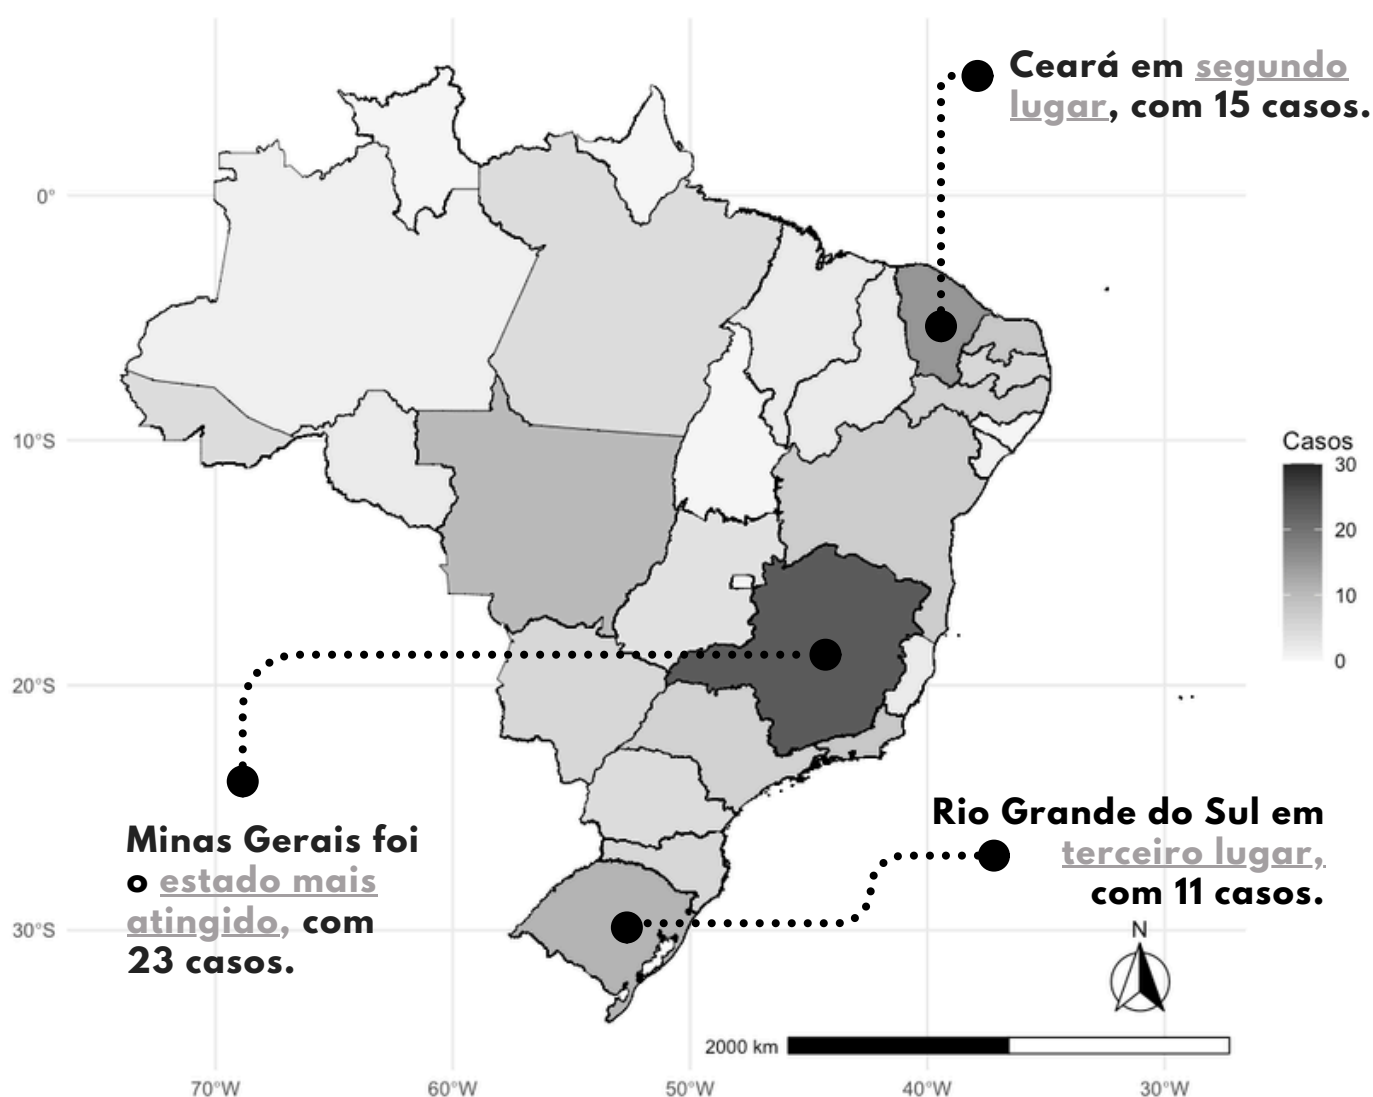 Ceará em segundo
lugar, com 15 casos.
0°
10°S
20°S
30°S
Casos
30
20
10
0
Minas Gerais foi
o estado mais
atingido, com
23 casos.
Rio Grande do Sul em
terceiro lugar,
com 11 casos.
N
2000 km
70°W
60°W
50°W
40°W
30°W